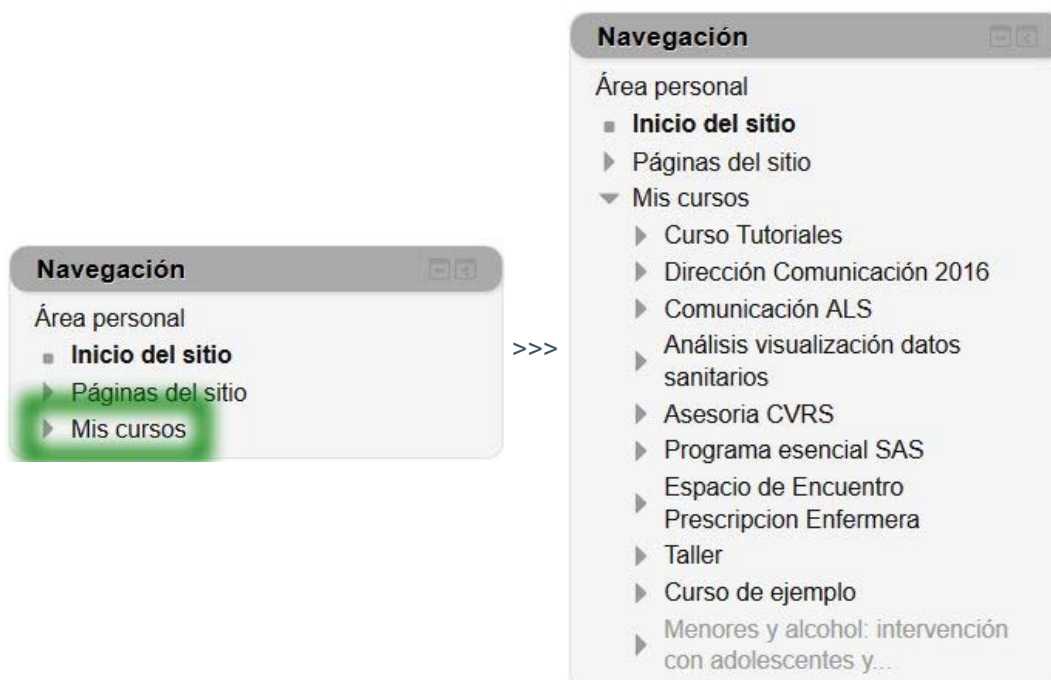 Navegación
Área personal
Inicio del sitio
Páginas del sitio
Mis cursos
>>>
Navegación
Área personal
Inicio del sitio
Páginas del sitio
Mis cursos
Curso Tutoriales
Dirección Comunicación 2016
Comunicación ALS
Análisis visualización datos
sanitarios
Asesoria CVRS
Programa esencial SAS
Espacio de Encuentro
Prescripcion Enfermera
Taller
Curso de ejemplo
Menores y alcohol: intervención
con adolescentes y...